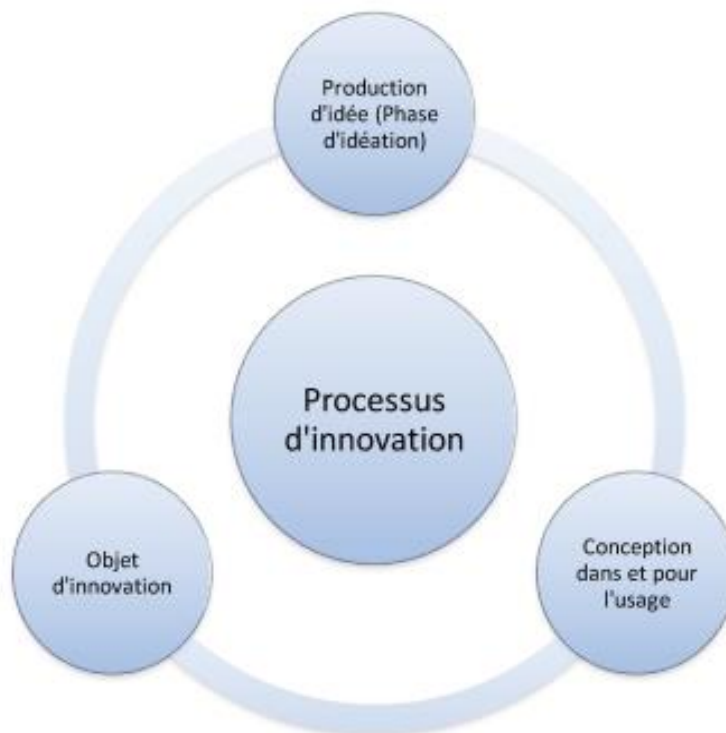 Production
d'idée (Phase
d'idéation)
Processus
d'innovation
Objet
d'innovation
Conception
dans et pour
l'usage